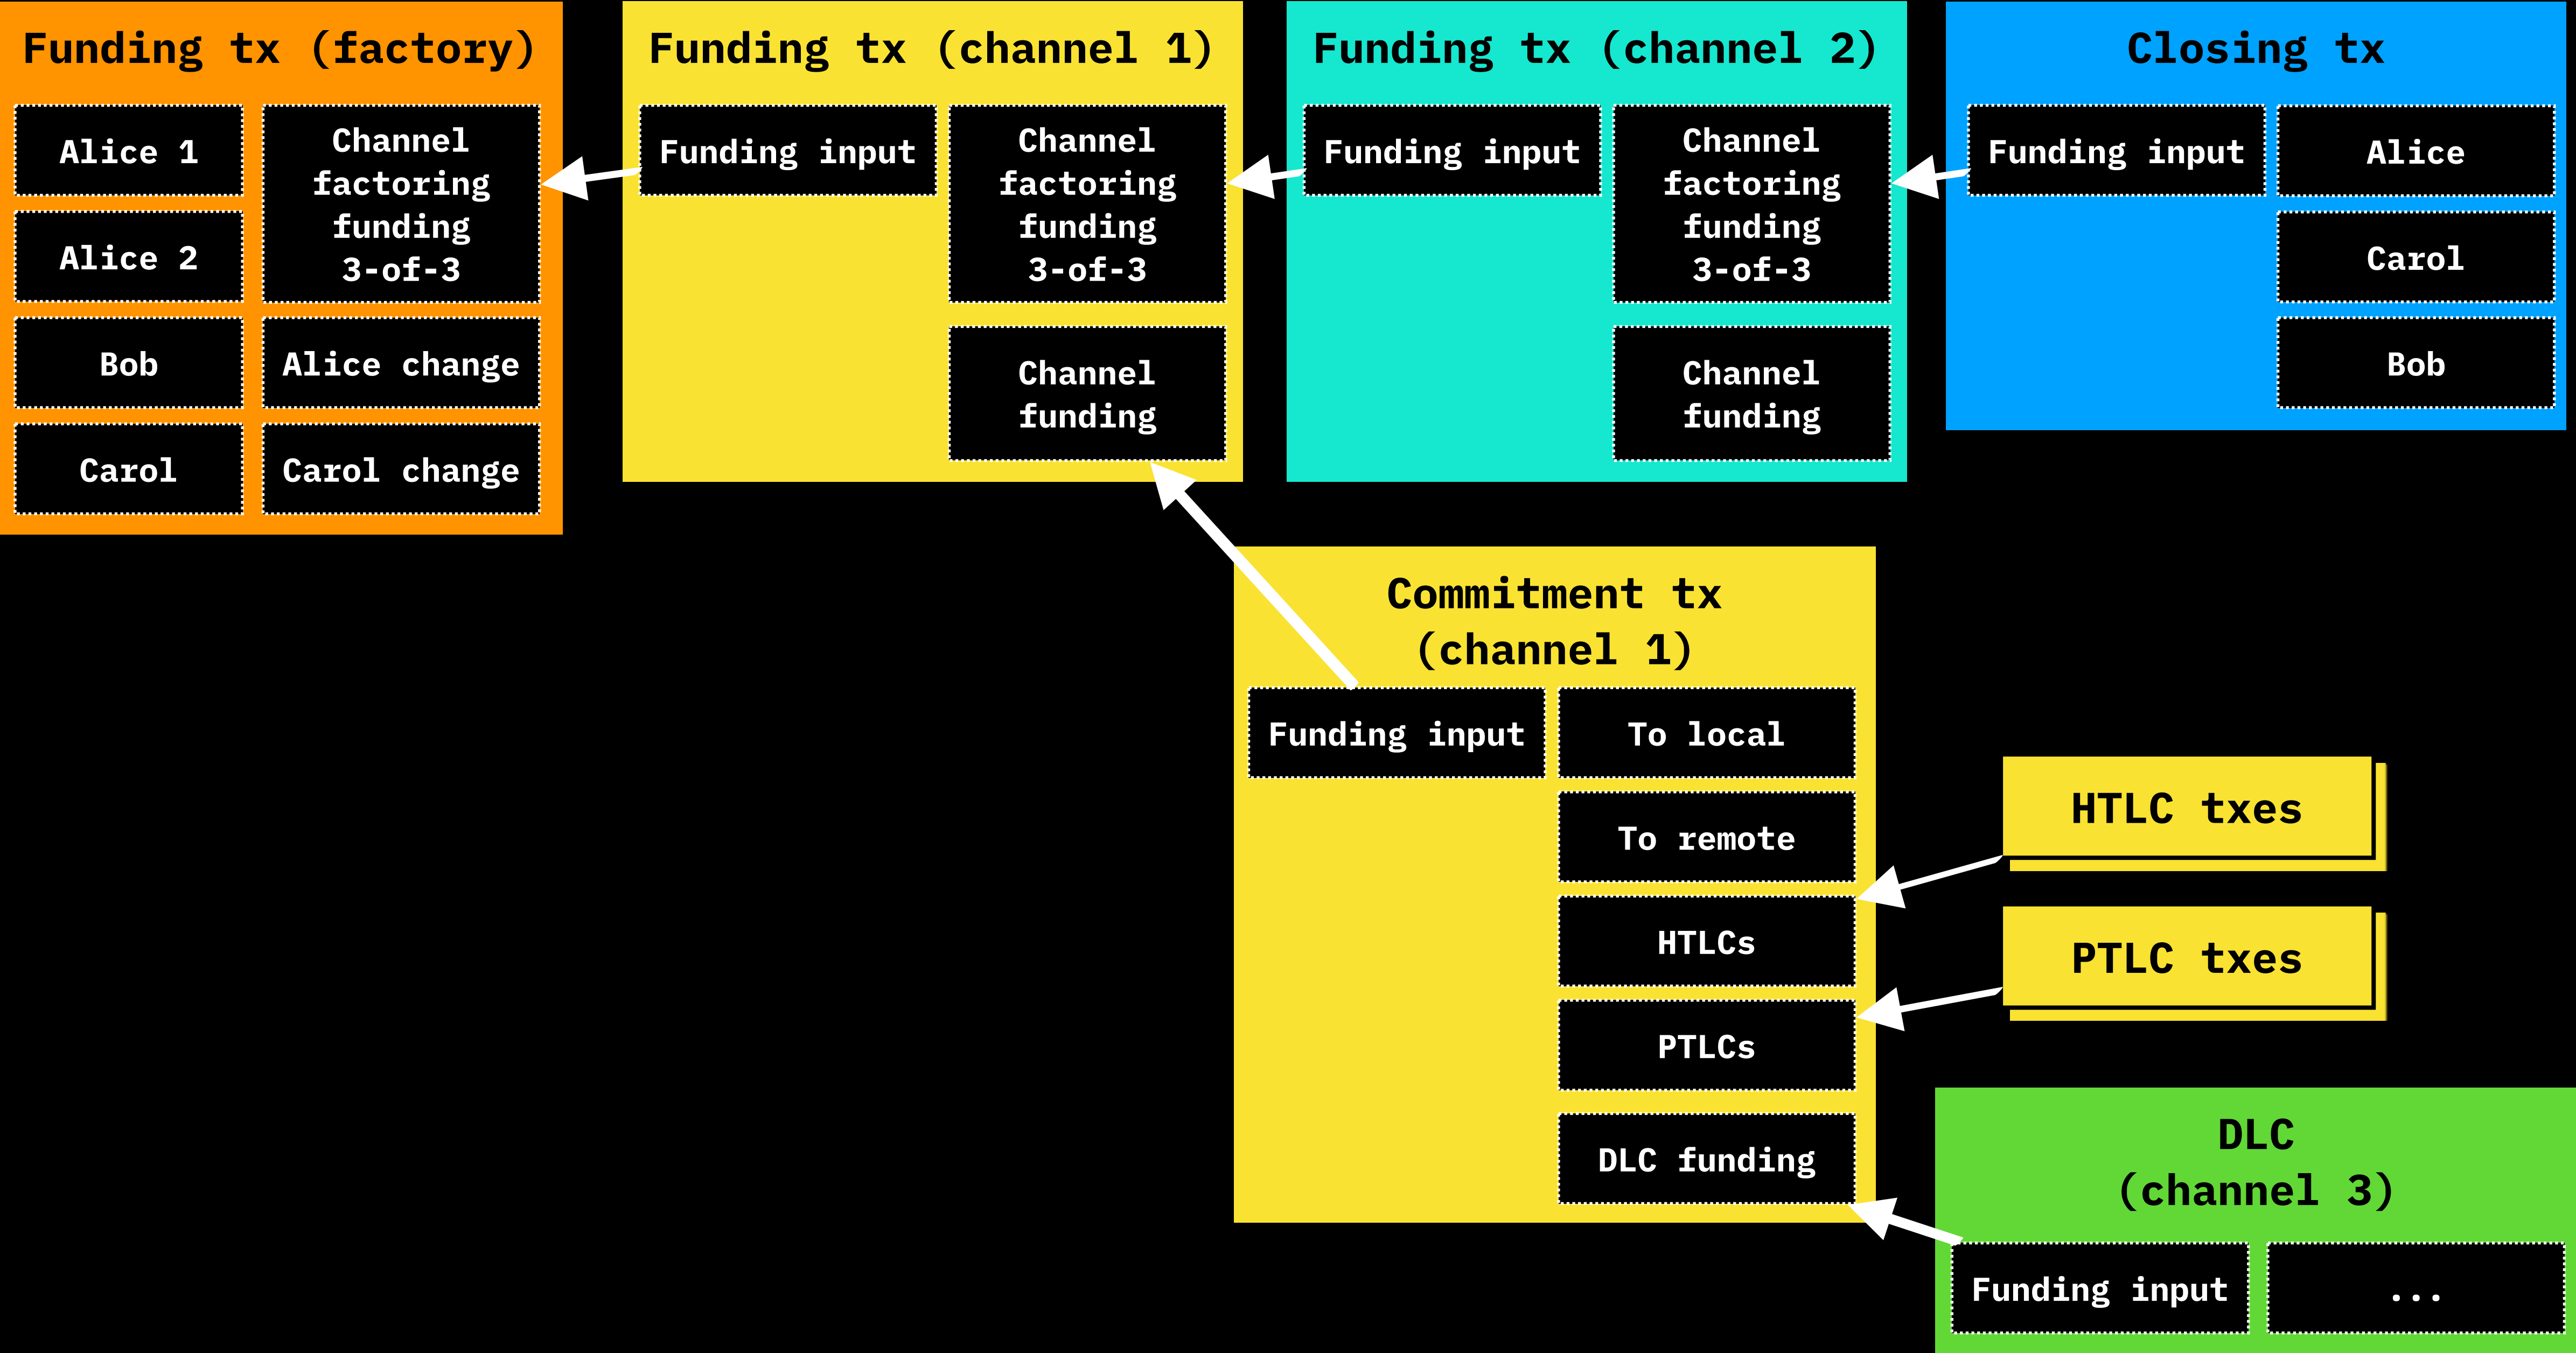 Funding tx (factory)
Alice 1
Alice 2
Bob
Carol
Channel
factoring
funding
3-of-3
Alice change
Carol change
Funding tx (channel 1)
Funding input
Channel
factoring
funding
3-of-3
Channel
funding
Funding tx (channel 2)
Funding input
Channel
factoring
funding
3-of-3
Channel
funding
Closing tx
Funding input
Alice
Carol
Bob
Commitment tx
(channel 1)
Funding input
To local
To remote
HTLCs
PTLCs
DLC funding
HTLC txes
PTLC txes
DLC
(channel 3)
Funding input
...